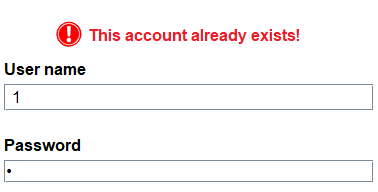 This account already exists!
User name
1
Password
•